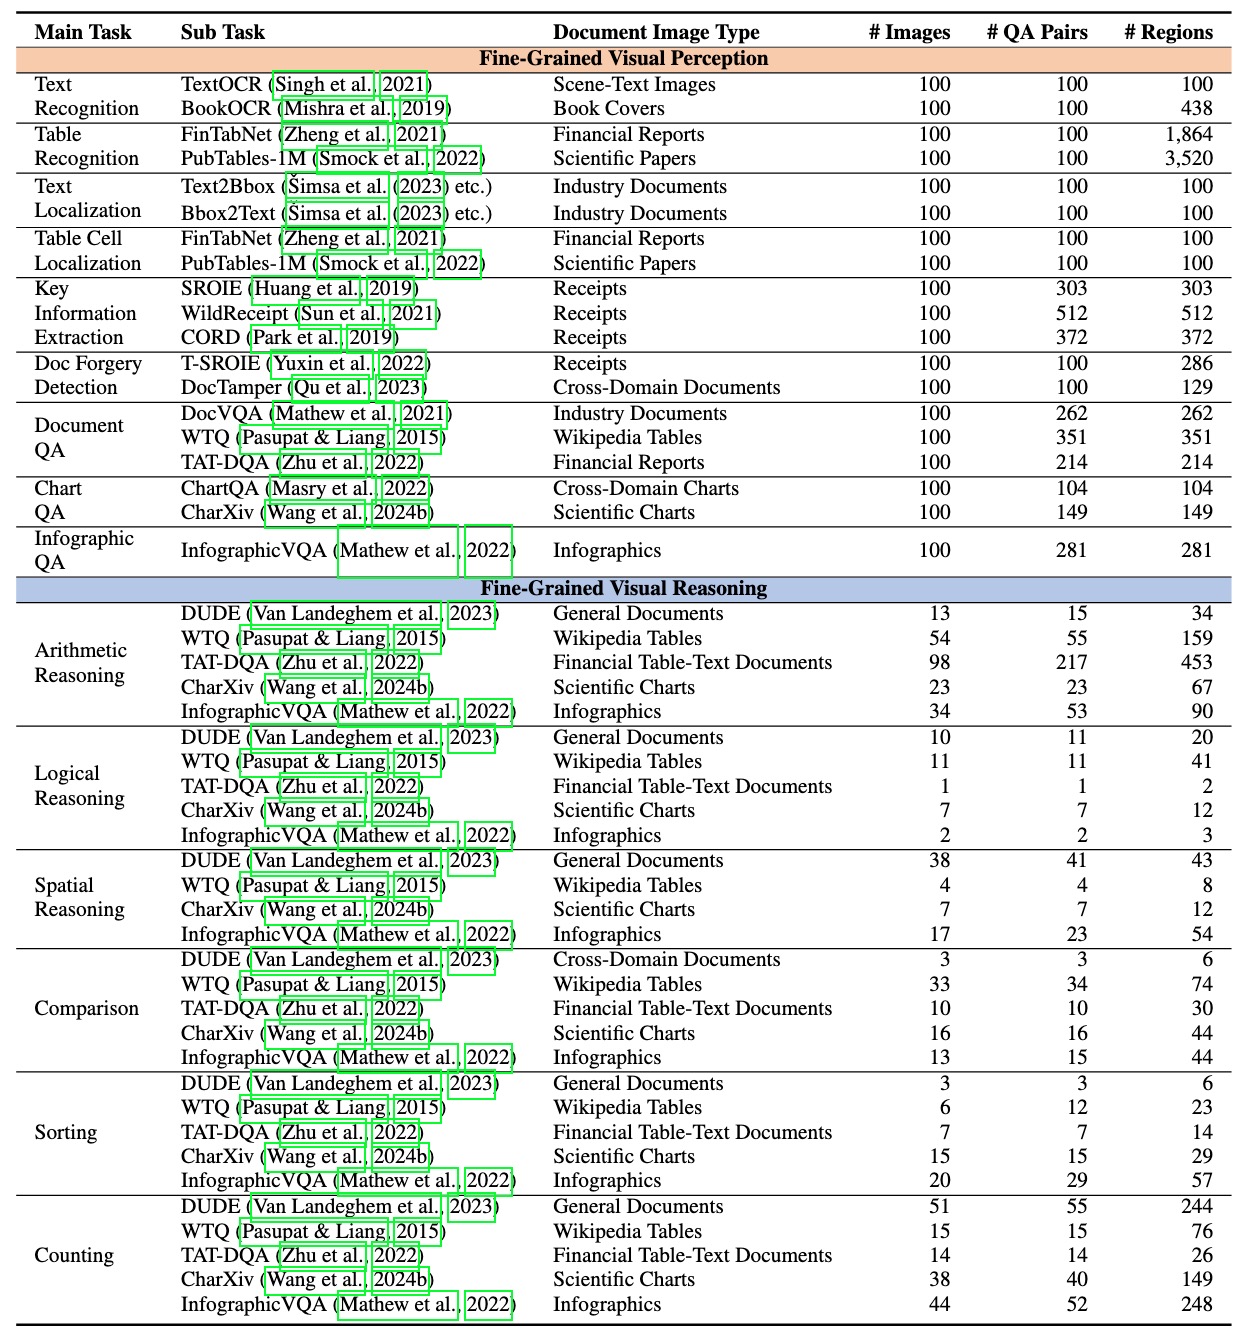 Main Task Sub Task Document Image Type # Images # QA Pairs # Regions
Fine-Grained Visual Perception
Text TextOCR (Singh et al., 2021) Scene-Text Images 100 100 100
Recognition BookOCR (Mishra et al., 2019) Book Covers 100 100 438
Table FinTabNet (Zheng et al., 2021) Financial Reports 100 100 1,864
Recognition PubTables-1M (Smock et al., 2022) Scientific Papers 100 100 3,520
Text Text2Bbox (Šimsa et al. (2023) etc.) Industry Documents 100 100 100
Localization Bbox2Text (Šimsa et al. (2023) etc.) Industry Documents 100 100 100
Table Cell FinTabNet (Zheng et al., 2021) Financial Reports 100 100 100
Localization PubTables-1M (Smock et al., 2022) Scientific Papers 100 100 100
Key SROIE (Huang et al., 2019) Receipts 100 303 303
Information WildReceipt (Sun et al., 2021) Receipts 100 512 512
Extraction CORD (Park et al., 2019) Receipts 100 372 372
Doc Forgery T-SROIE (Yuxin et al., 2022) Receipts 100 100 286
Detection DocTamper (Qu et al., 2023) Cross-Domain Documents 100 100 129
Document QA
DocVQA (Mathew et al., 2021) Industry Documents 100 262 262
WTQ (Pasupat & Liang, 2015) Wikipedia Tables 100 351 351
TAT-DQA (Zhu et al., 2022) Financial Reports 100 214 214
Chart ChartQA (Masry et al., 2022) Cross-Domain Charts 100 104 104
QA CharXiv (Wang et al., 2024b) Scientific Charts 100 149 149
Infographic QA
InfographicVQA (Mathew et al., 2022) Infographics 100 281 281
Fine-Grained Visual Reasoning
Arithmetic Reasoning
DUDE (Van Landeghem et al., 2023) General Documents 13 15 34
WTQ (Pasupat & Liang, 2015) Wikipedia Tables 54 55 159
TAT-DQA (Zhu et al., 2022) Financial Table-Text Documents 98 217 453
CharXiv (Wang et al., 2024b) Scientific Charts 23 23 67
InfographicVQA (Mathew et al., 2022) Infographics 34 53 90
Logical Reasoning
DUDE (Van Landeghem et al., 2023) General Documents 10 11 20
WTQ (Pasupat & Liang, 2015) Wikipedia Tables 11 11 41
TAT-DQA (Zhu et al., 2022) Financial Table-Text Documents 1 1 2
CharXiv (Wang et al., 2024b) Scientific Charts 7 7 12
InfographicVQA (Mathew et al., 2022) Infographics 2 2 3
Spatial Reasoning
DUDE (Van Landeghem et al., 2023) General Documents 38 41 43
WTQ (Pasupat & Liang, 2015) Wikipedia Tables 4 4 8
CharXiv (Wang et al., 2024b) Scientific Charts 7 7 12
InfographicVQA (Mathew et al., 2022) Infographics 17 23 54
Comparison
DUDE (Van Landeghem et al., 2023) Cross-Domain Documents 3 3 6
WTQ (Pasupat & Liang, 2015) Wikipedia Tables 33 34 74
TAT-DQA (Zhu et al., 2022) Financial Table-Text Documents 10 10 30
CharXiv (Wang et al., 2024b) Scientific Charts 16 16 44
InfographicVQA (Mathew et al., 2022) Infographics 13 15 44
Sorting
DUDE (Van Landeghem et al., 2023) General Documents 3 3 6
WTQ (Pasupat & Liang, 2015) Wikipedia Tables 6 12 23
TAT-DQA (Zhu et al., 2022) Financial Table-Text Documents 7 7 14
CharXiv (Wang et al., 2024b) Scientific Charts 15 15 29
InfographicVQA (Mathew et al., 2022) Infographics 20 29 57
Counting
DUDE (Van Landeghem et al., 2023) General Documents 51 55 244
WTQ (Pasupat & Liang, 2015) Wikipedia Tables 15 15 76
TAT-DQA (Zhu et al., 2022) Financial Table-Text Documents 14 14 26
CharXiv (Wang et al., 2024b) Scientific Charts 38 40 149
InfographicVQA (Mathew et al., 2022) Infographics 44 52 248